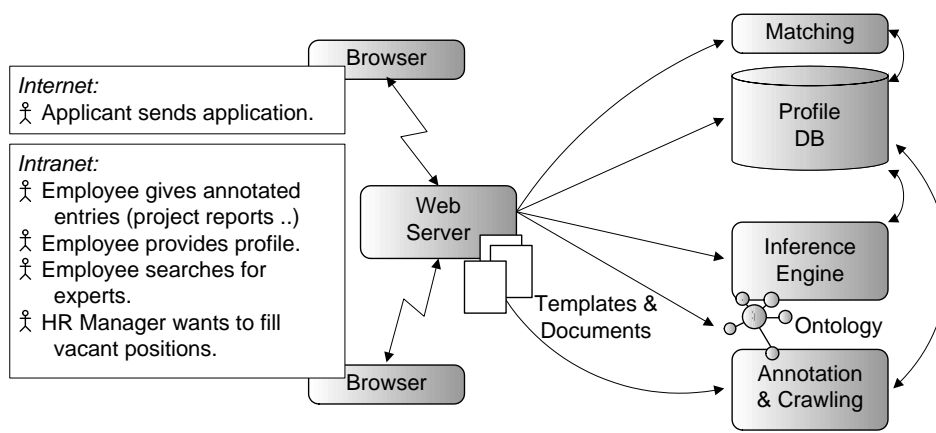 Browser
Internet:
Applicant sends application.
Intranet:
Employee gives annotated
entries (project reports ..)
Employee provides profile.
Employee searches for
experts.
HR Manager wants to fill
vacant positions.
Browser
Web
Server
Templates &
Documents
Matching
Profile
DB
Inference
Engine
Ontology
Annotation
& Crawling